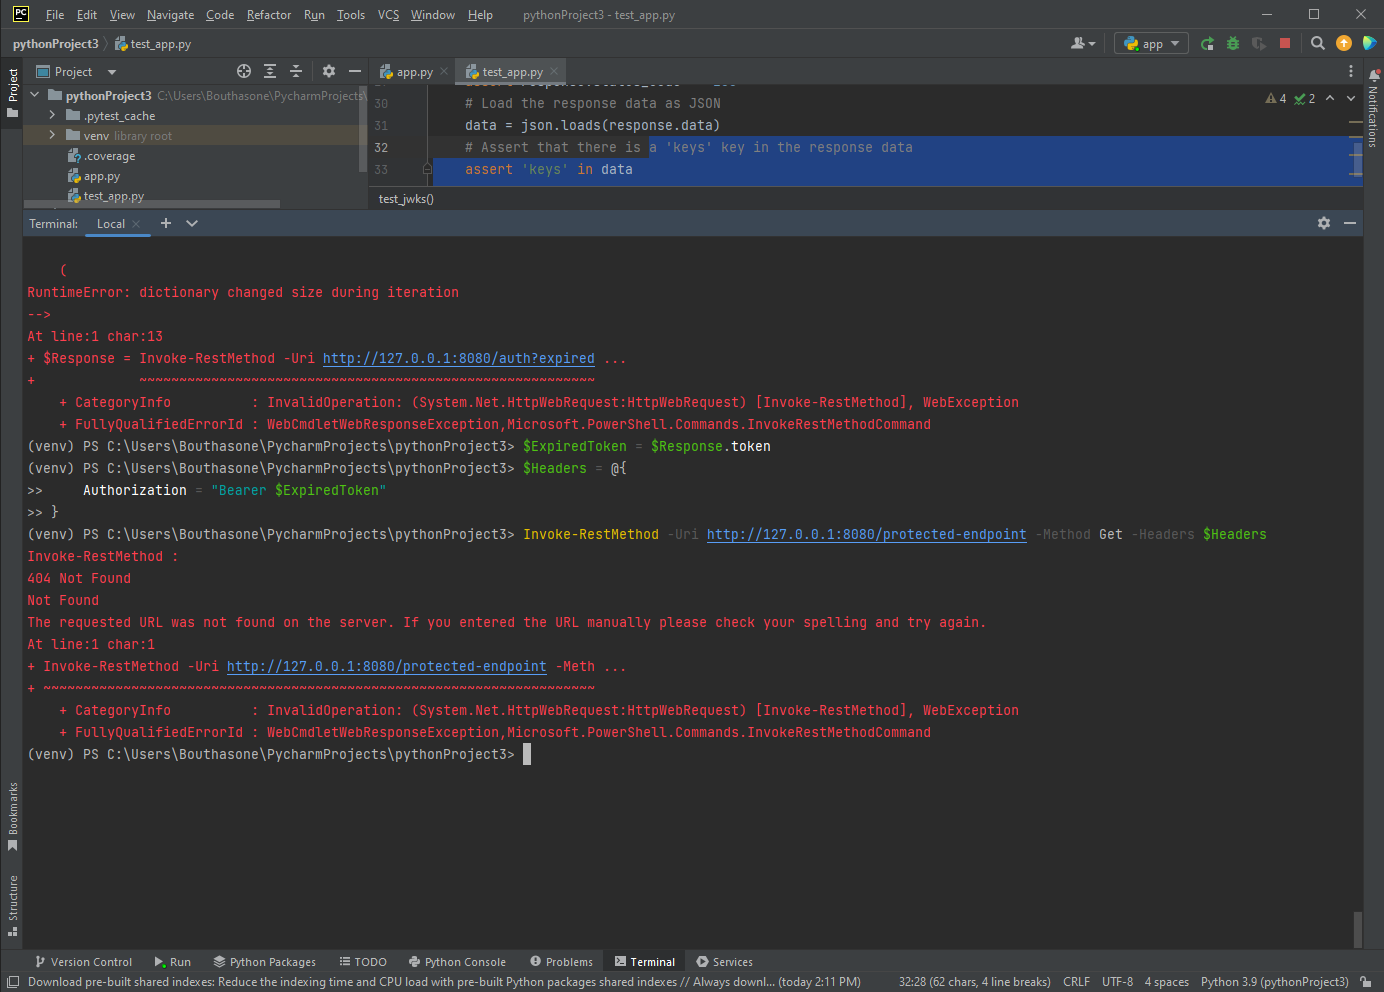 PC File Edit View Navigate Code Refactor Run Tools VCS Window Help pythonProject3 - test_app.py
pythonProject3 test_app.py app
Project
Project
app.py
test_app.py
pythonProject3 C:\Users\Bouthasone\PycharmProjects\
.pytest_cache
venv library root
.coverage
app.py
test_app.py
30 # Load the response data as JSON
31 data = json.loads(response.data)
32 # Assert that there is a 'keys' key in the response data
33 assert 'keys' in data
4 2
test_jwks()
Notifications
Terminal: Local
(
RuntimeError: dictionary changed size during iteration
-->
At line:1 char:13
+ $Response = Invoke-RestMethod -Uri http://127.0.0.1:8080/auth?expired ...
+ ~~~~~~~~~~~~~~~~~~~~~~~~~~~~~~~~~~~~~~~~~~~~~~~~~~~~~~~~~
+ CategoryInfo : InvalidOperation: (System.Net.HttpWebRequest:HttpWebRequest) [Invoke-RestMethod], WebException
+ FullyQualifiedErrorId : WebCmdletWebResponseException,Microsoft.PowerShell.Commands.InvokeRestMethodCommand
(venv) PS C:\Users\Bouthasone\PycharmProjects\pythonProject3> $ExpiredToken = $Response.token
(venv) PS C:\Users\Bouthasone\PycharmProjects\pythonProject3> $Headers = @{
>> Authorization = "Bearer $ExpiredToken"
>> }
(venv) PS C:\Users\Bouthasone\PycharmProjects\pythonProject3> Invoke-RestMethod -Uri http://127.0.0.1:8080/protected-endpoint -Method Get -Headers $Headers
Invoke-RestMethod :
404 Not Found
Not Found
The requested URL was not found on the server. If you entered the URL manually please check your spelling and try again.
At line:1 char:1
+ Invoke-RestMethod -Uri http://127.0.0.1:8080/protected-endpoint -Meth ...
+ ~~~~~~~~~~~~~~~~~~~~~~~~~~~~~~~~~~~~~~~~~~~~~~~~~~~~~~~~~~~~~~~~~~~~~
+ CategoryInfo : InvalidOperation: (System.Net.HttpWebRequest:HttpWebRequest) [Invoke-RestMethod], WebException
+ FullyQualifiedErrorId : WebCmdletWebResponseException,Microsoft.PowerShell.Commands.InvokeRestMethodCommand
(venv) PS C:\Users\Bouthasone\PycharmProjects\pythonProject3>
Bookmarks
Structure
Version Control Run Python Packages TODO Python Console Problems Terminal Services
Download pre-built shared indexes: Reduce the indexing time and CPU load with pre-built Python packages shared indexes // Always downl... (today 2:11 PM) 32:28 (62 chars, 4 line breaks) CRLF UTF-8 4 spaces Python 3.9 (pythonProject3)